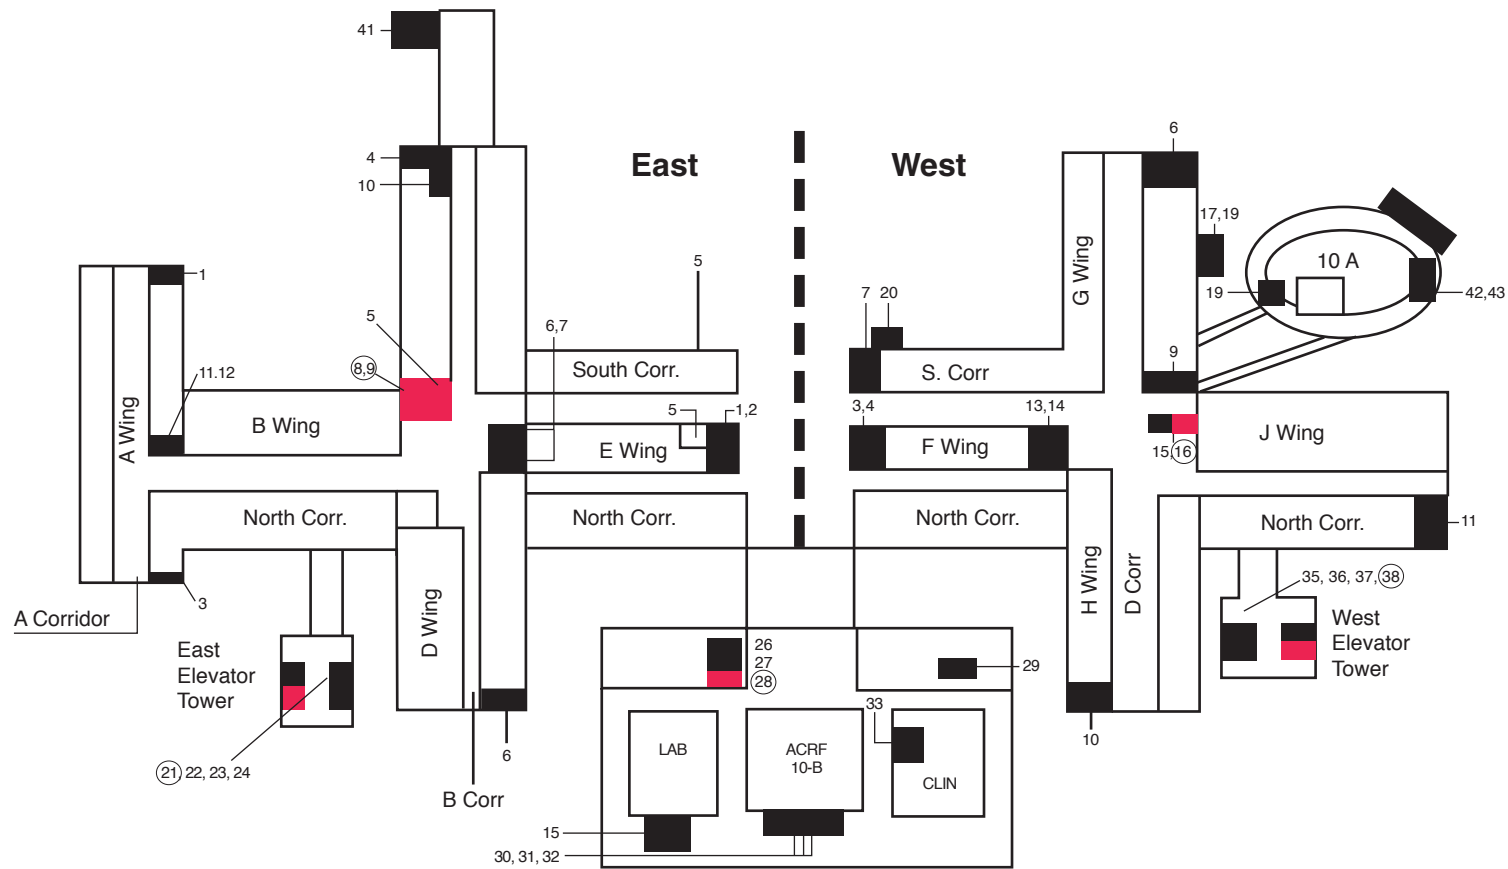 41
6
4
East
West
10
17,19
G Wing
10 A
5
1
7 20
19
42,43
5
6,7
9
8,9
11.12
South Corr.
S. Corr
A Wing
5
1,2
3,4
13,14
B Wing
E Wing
F Wing
J Wing
15,16
North Corr.
North Corr.
North Corr.
North Corr.
11
H Wing
D Corr
35, 36, 37, 38
3
A Corridor
D Wing
West
Elevator
Tower
East
Elevator
Tower
26
27
28
29
33
10
6
LAB
ACRF
10-B
CLIN
21, 22, 23, 24
B Corr
15
30, 31, 32